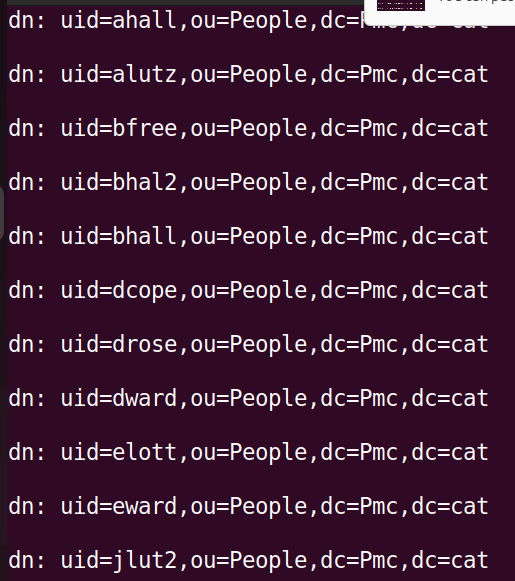 dn: uid=ahall,ou=People,dc=Pmc,dc=cat
dn: uid=alutz,ou=People,dc=Pmc,dc=cat
dn: uid=bfree,ou=People,dc=Pmc,dc=cat
dn: uid=bhal2,ou=People,dc=Pmc,dc=cat
dn: uid=bhall,ou=People,dc=Pmc,dc=cat
dn: uid=dcope,ou=People,dc=Pmc,dc=cat
dn: uid=drose,ou=People,dc=Pmc,dc=cat
dn: uid=dward,ou=People,dc=Pmc,dc=cat
dn: uid=elott,ou=People,dc=Pmc,dc=cat
dn: uid=eward,ou=People,dc=Pmc,dc=cat
dn: uid=jlut2,ou=People,dc=Pmc,dc=cat